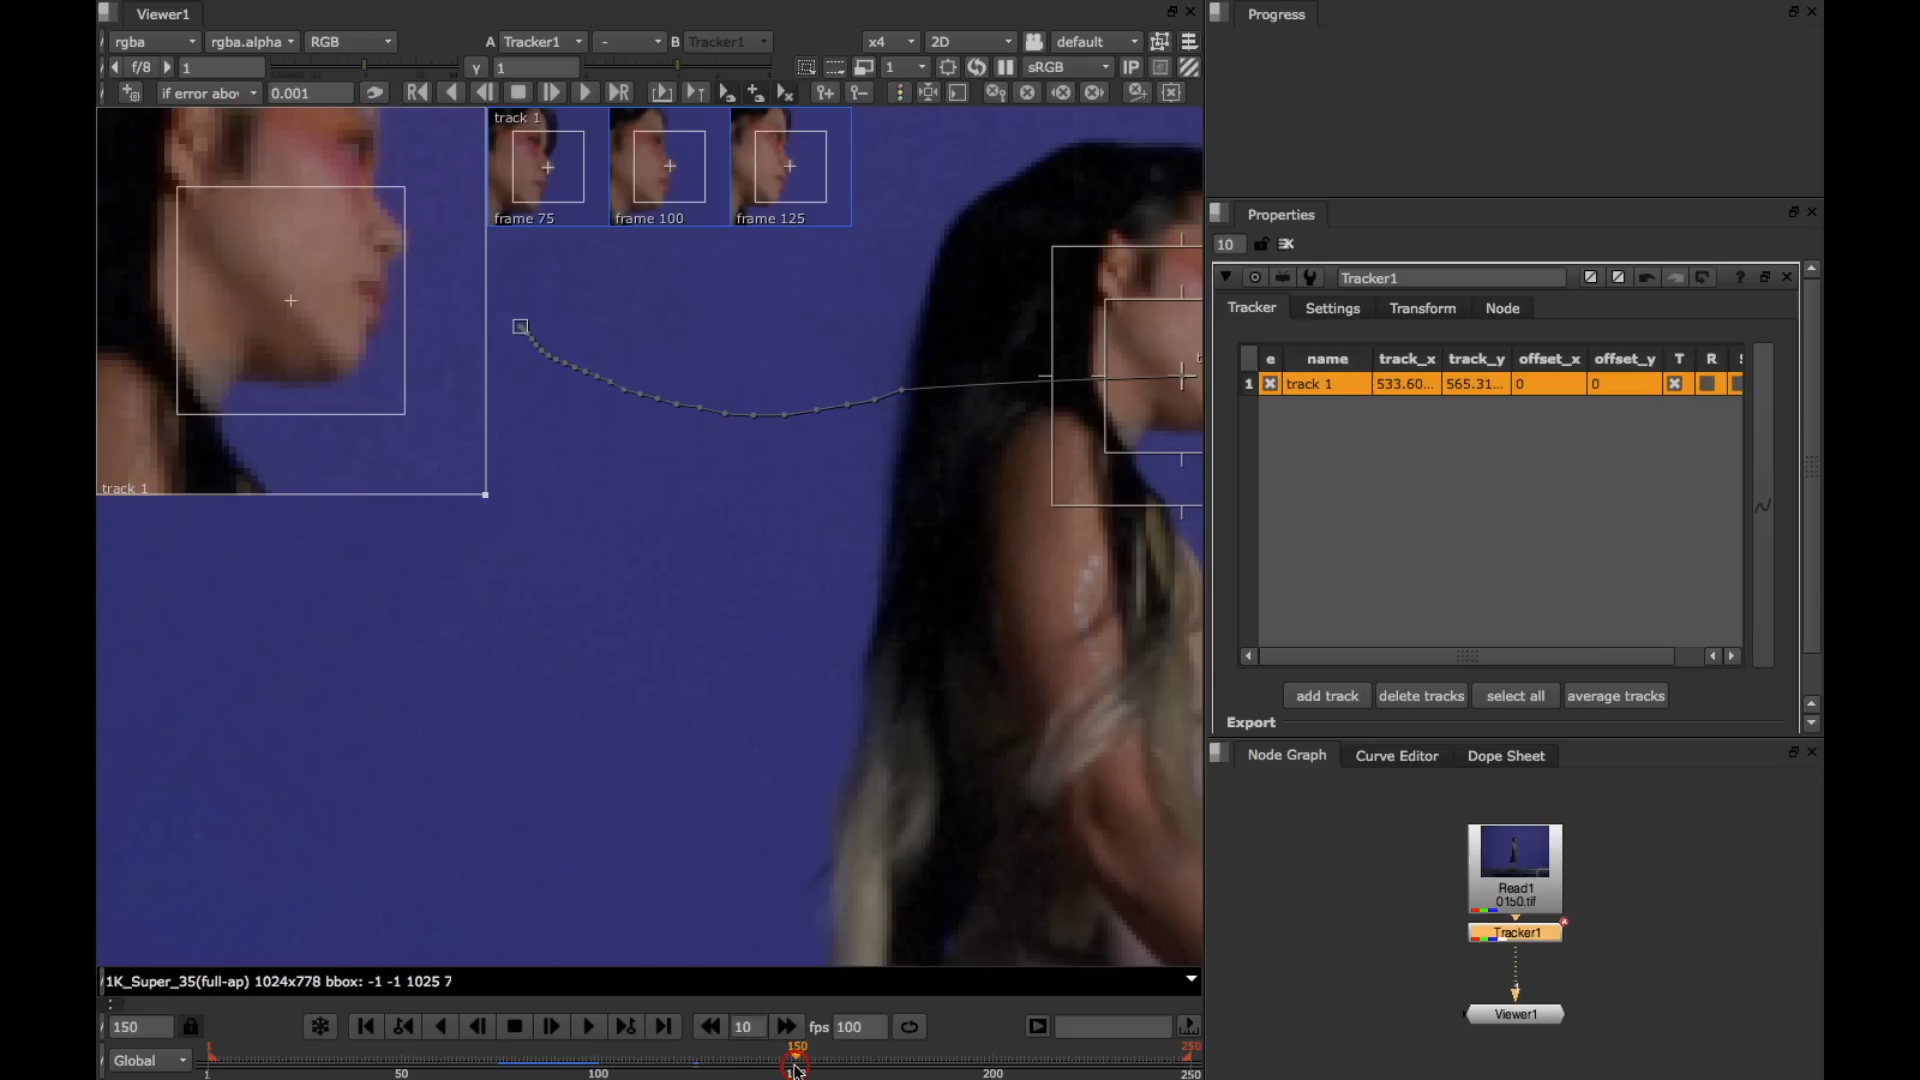 Viewer1
Progress
rgba rgba.alpha RGB A Tracker1 - B Tracker1 x4 2D default
f/8 1 γ 1 1 sRGB IP
if error abov 0.001
track 1
frame 75 frame 100 frame 125
track 1
1K_Super_35(full-ap) 1024x778 bbox: -1 -1 1025 7
150 10 fps 100
150 250
Global
1 50 100 200 250
Properties
10
Tracker1 ?
Tracker Settings Transform Node
e name track_x track_y offset_x offset_y T R
1 track 1 533.60... 565.31... 0 0
add track delete tracks select all average tracks
Export
Node Graph Curve Editor Dope Sheet
Read1
0150.tif
Tracker1
Viewer1